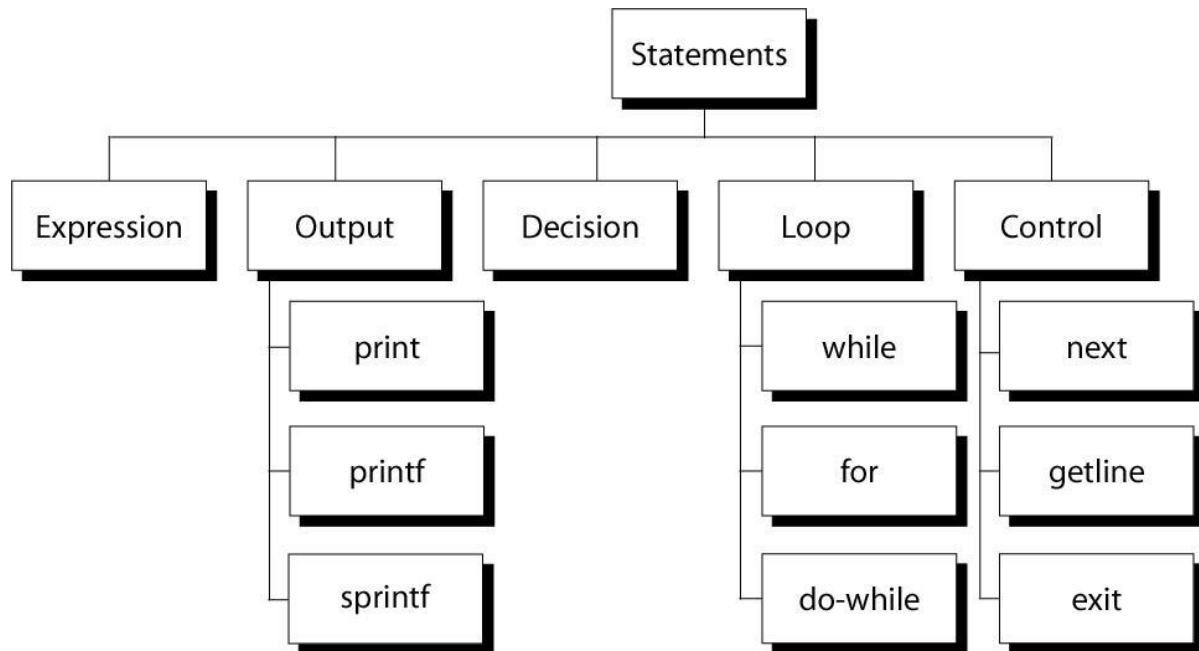 Statements
Expression
Output
Decision
Loop
Control
print
while
next
printf
for
getline
sprintf
do-while
exit